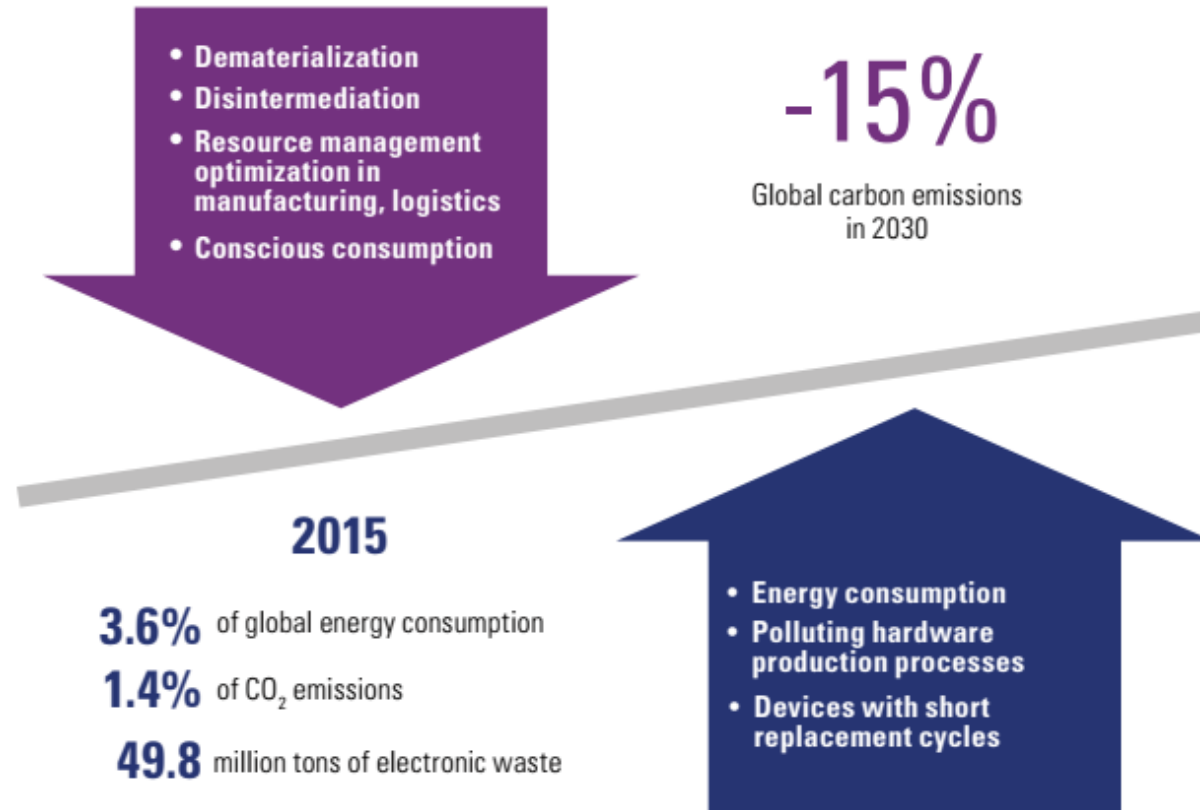 • Dematerialization
• Disintermediation
• Resource management
optimization in
manufacturing, logistics
• Conscious consumption
-15%
Global carbon emissions
in 2030
2015
3.6% of global energy consumption
1.4% of CO₂ emissions
49.8 million tons of electronic waste
• Energy consumption
• Polluting hardware
production processes
• Devices with short
replacement cycles